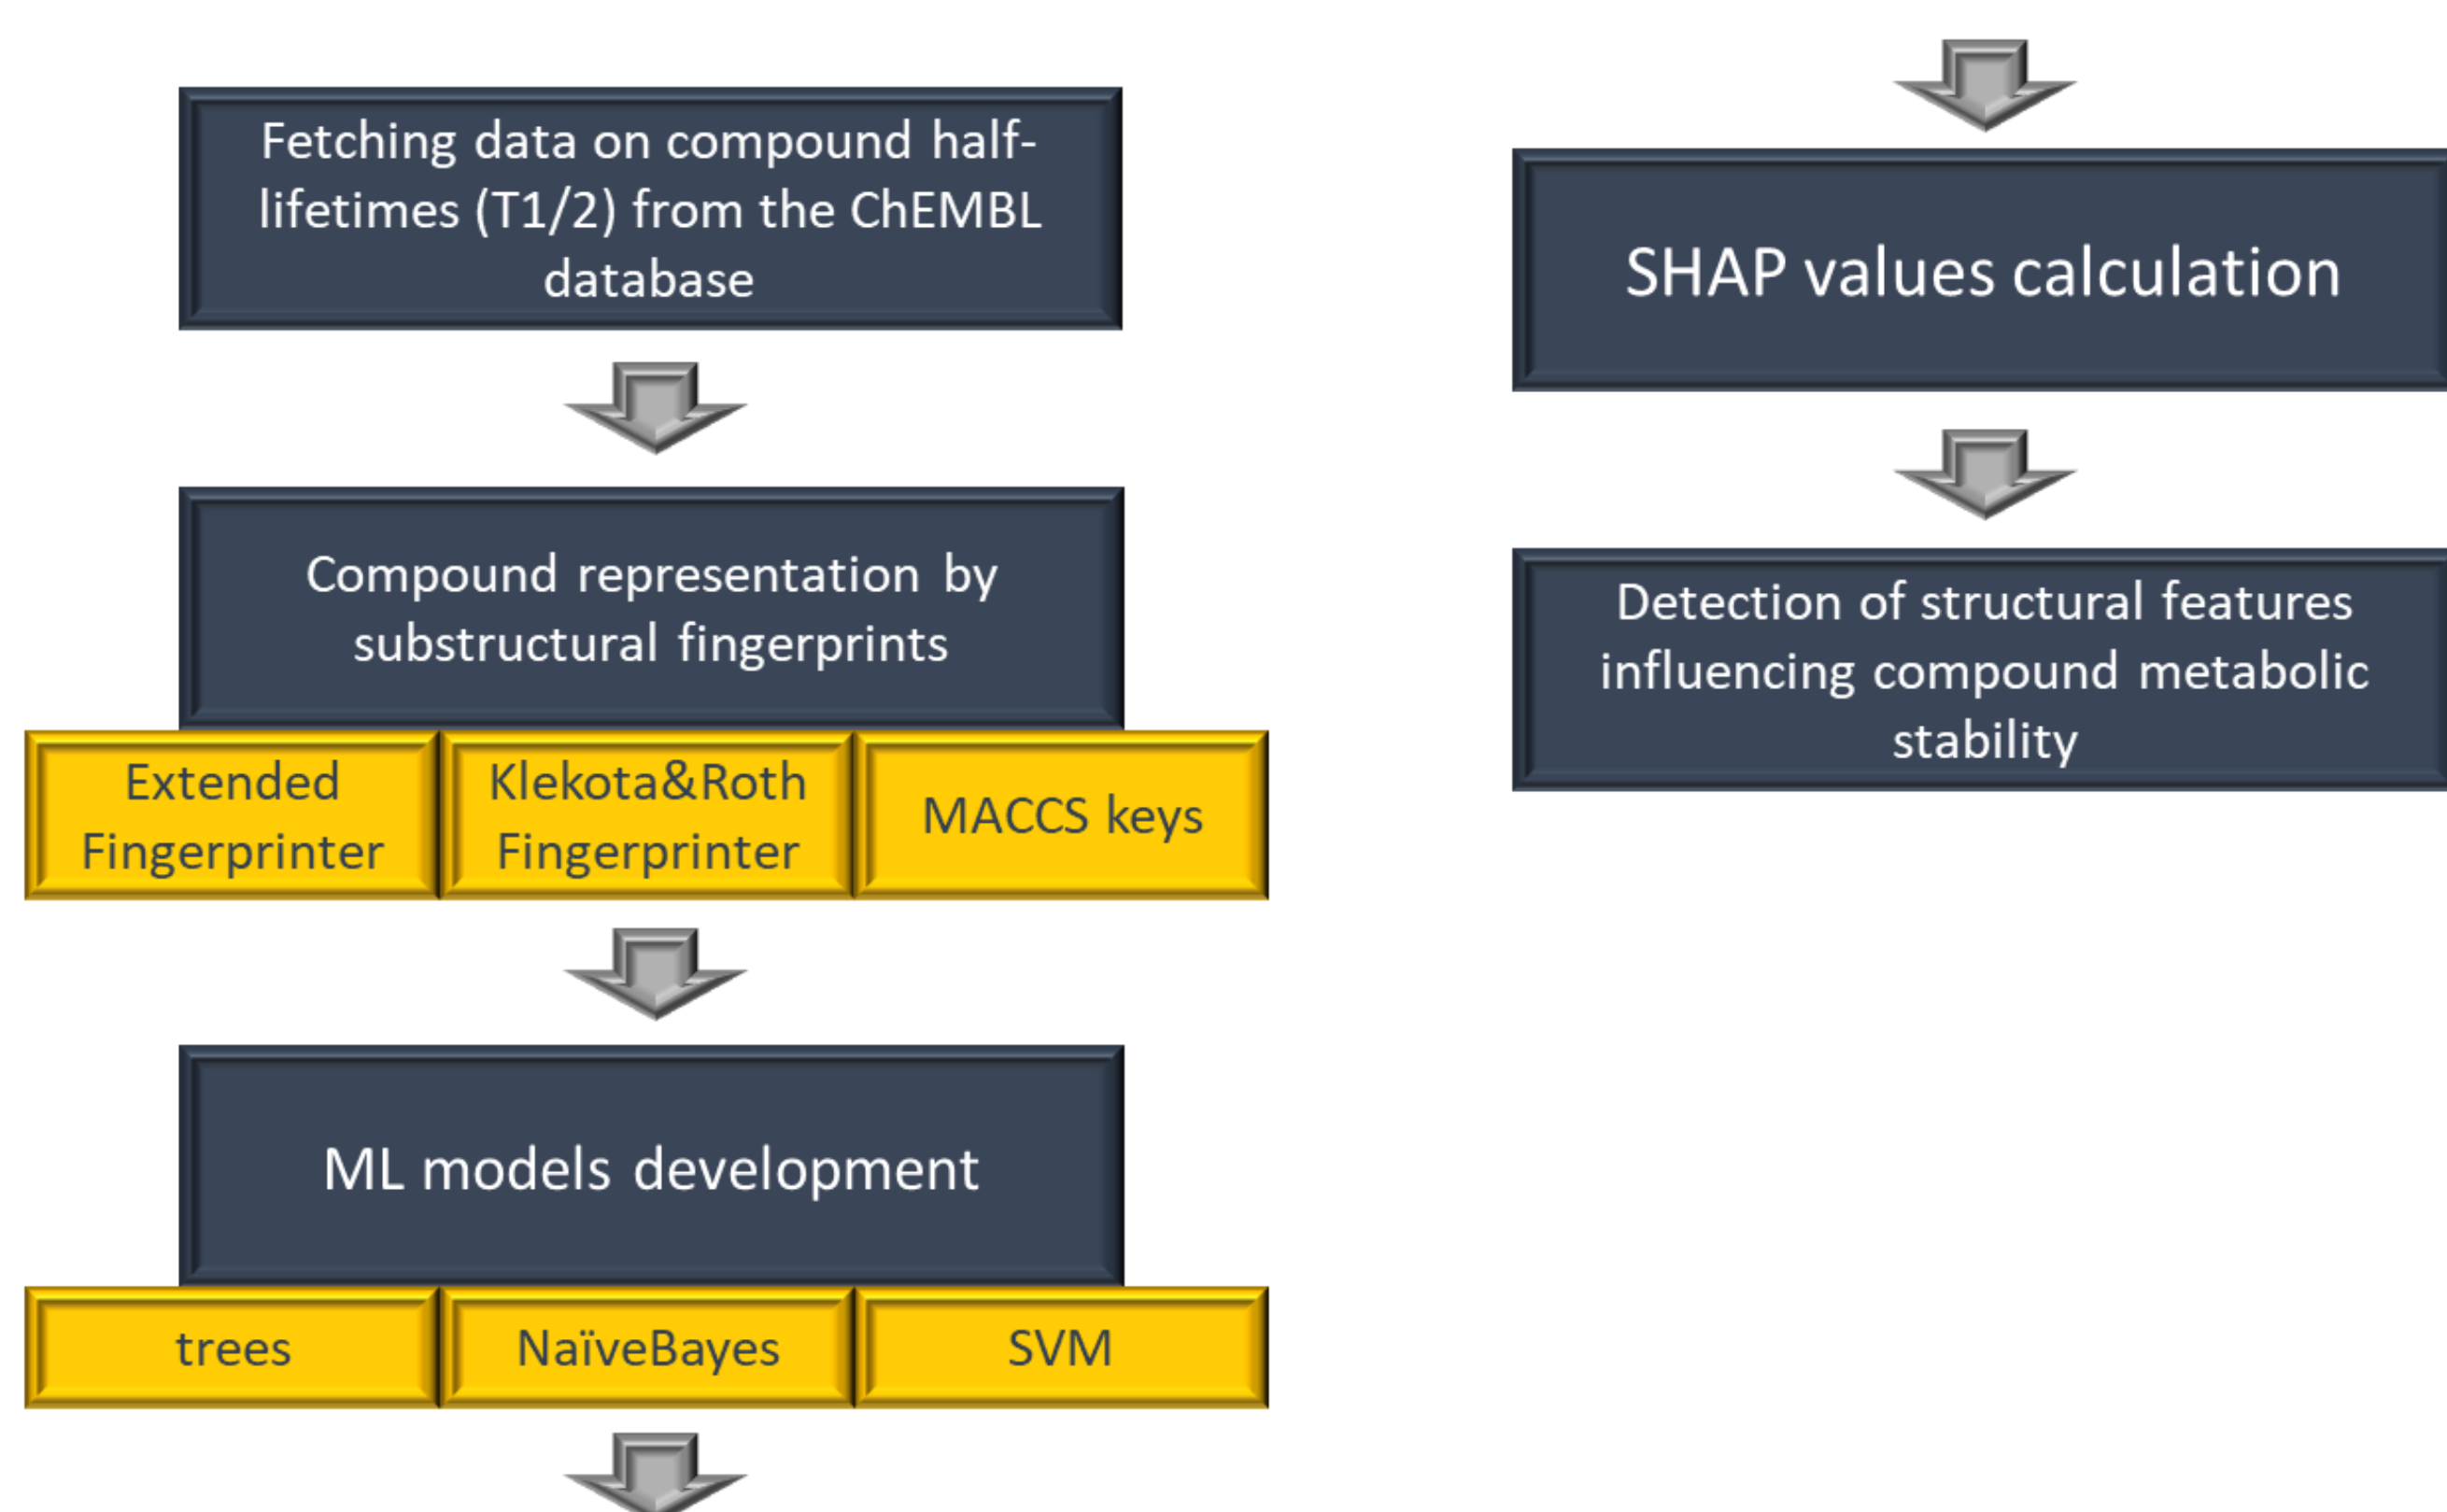 Fetching data on compound half-
lifetimes (T1/2) from the ChEMBL
database
Compound representation by
substructural fingerprints
Extended
Fingerprinter
Klekota&Roth
Fingerprinter
MACCS keys
ML models development
trees
NaïveBayes
SVM
SHAP values calculation
Detection of structural features
influencing compound metabolic
stability